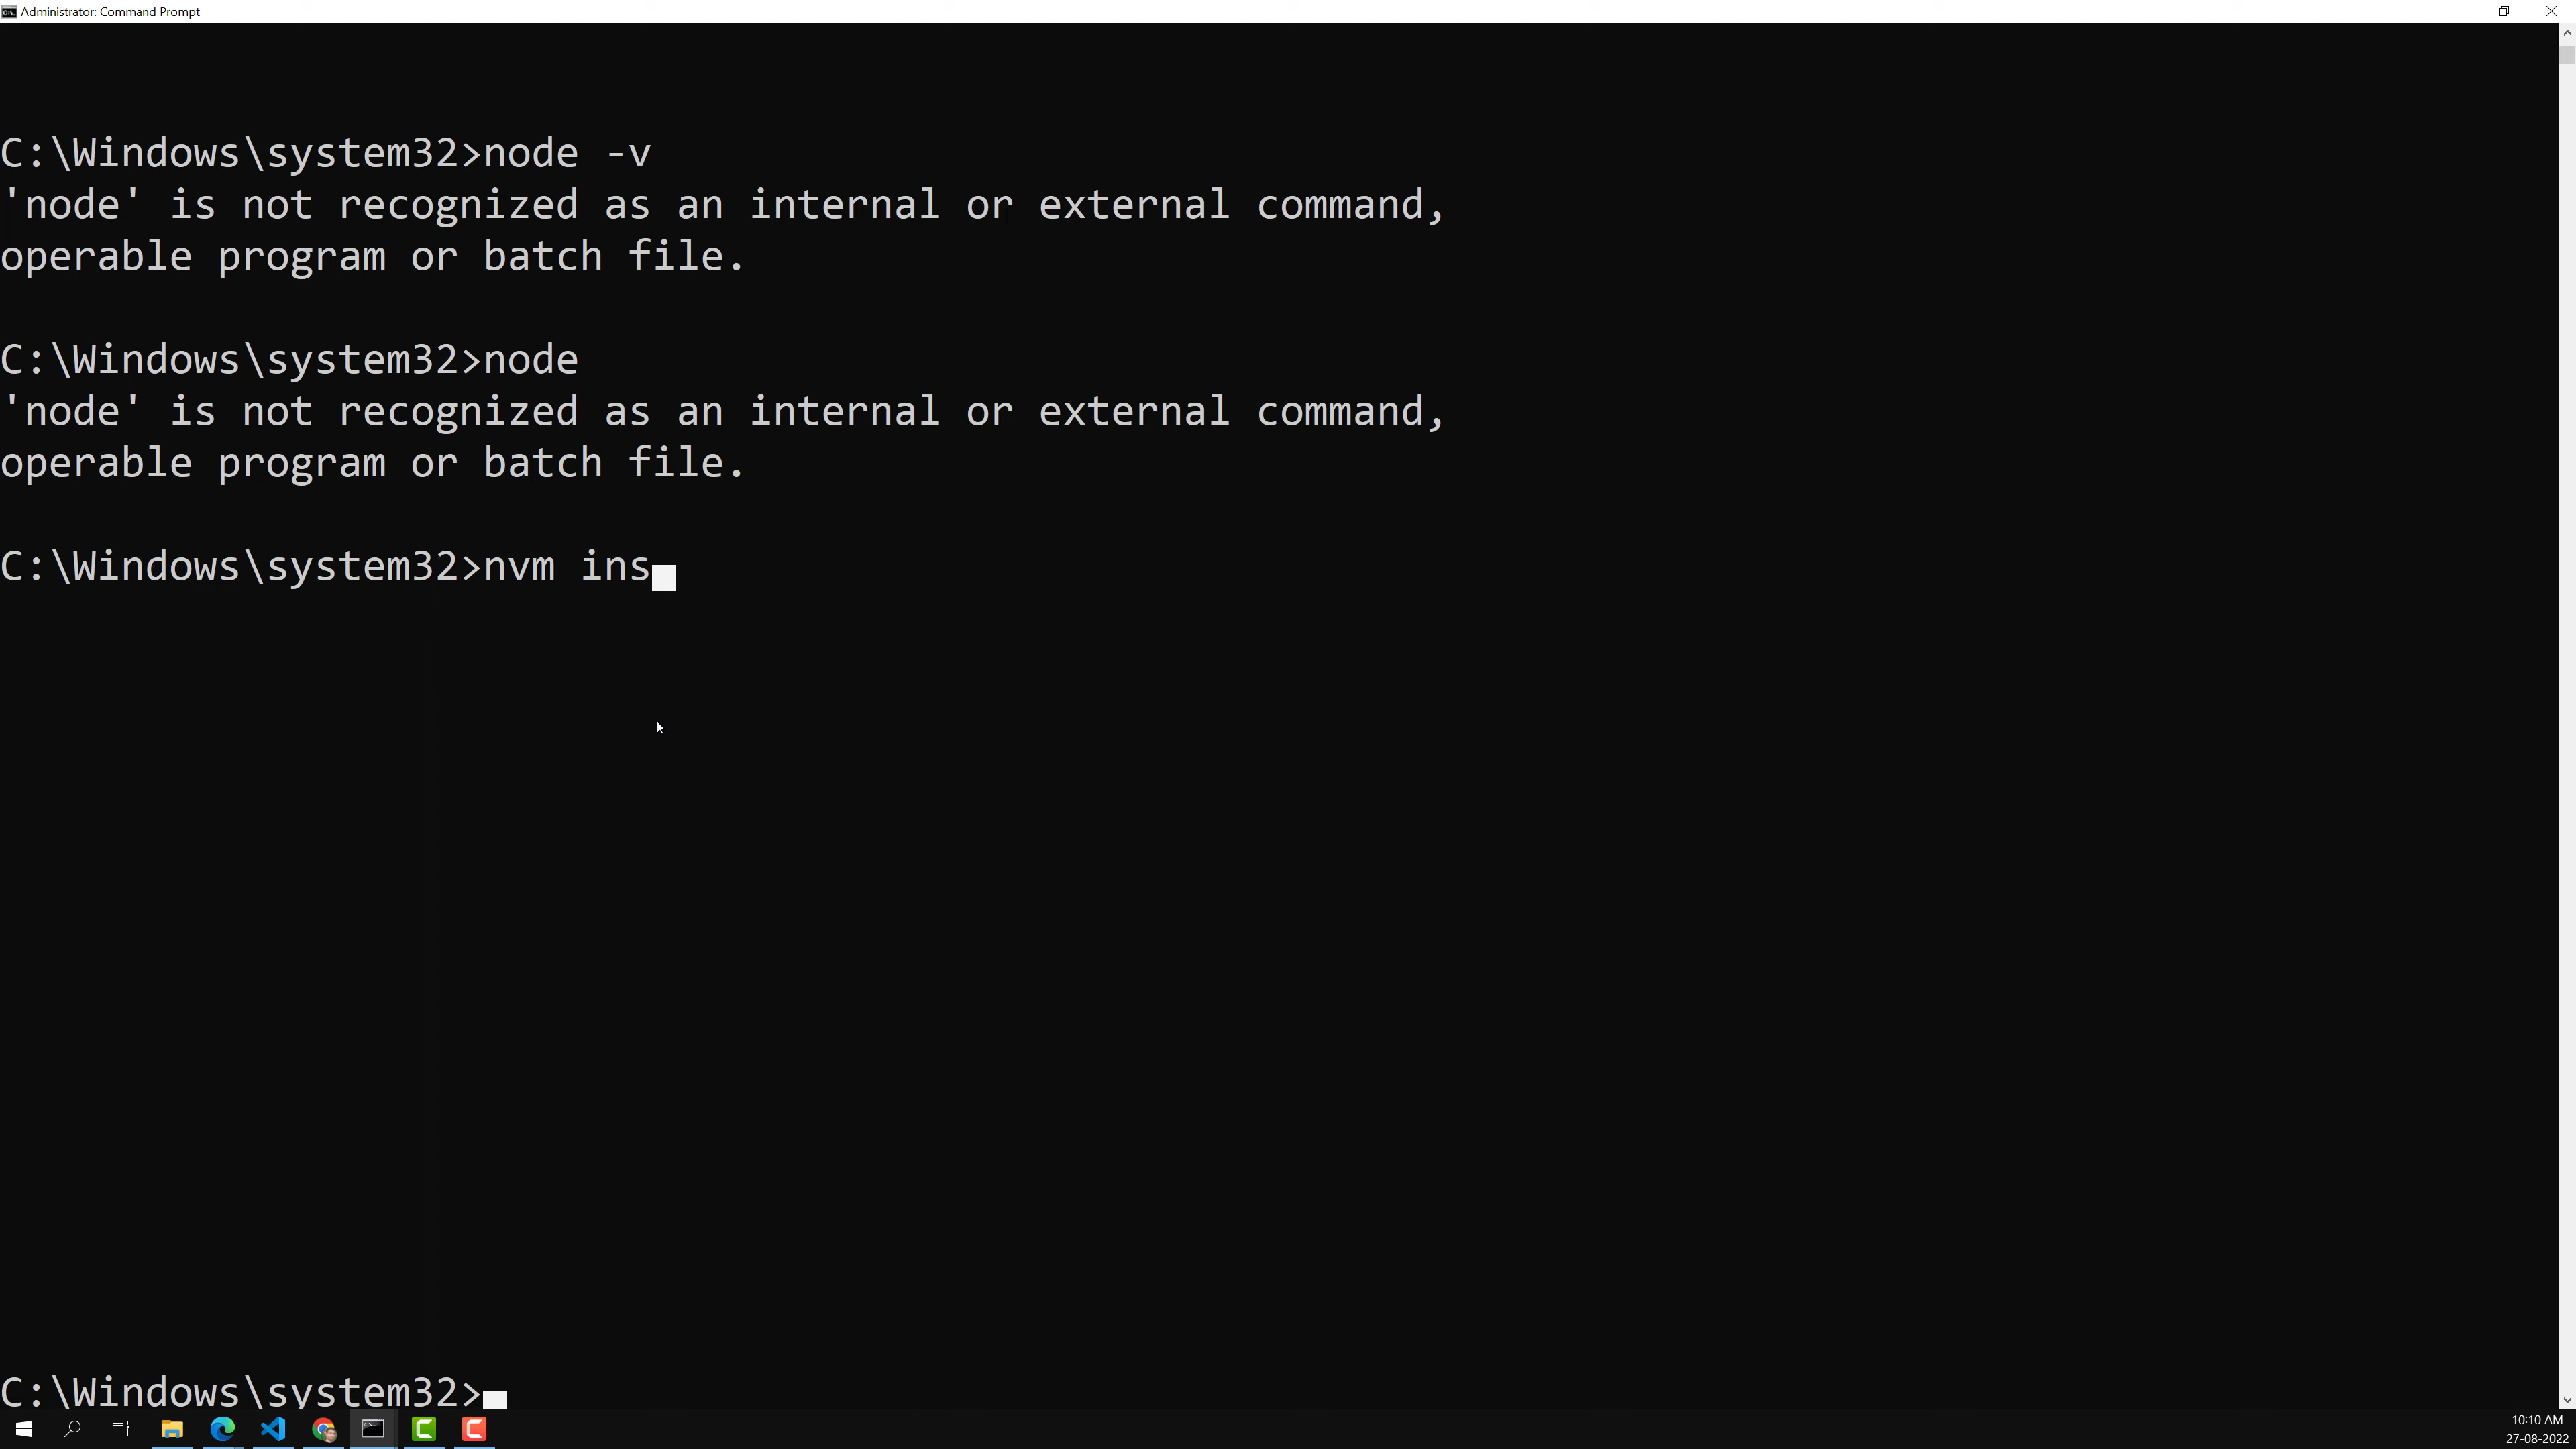 Administrator: Command Prompt
C:\Windows\system32>node -v
'node' is not recognized as an internal or external command,
operable program or batch file.
C:\Windows\system32>node
'node' is not recognized as an internal or external command,
operable program or batch file.
C:\Windows\system32>nvm ins
C:\Windows\system32>
10:10 AM
27-08-2022